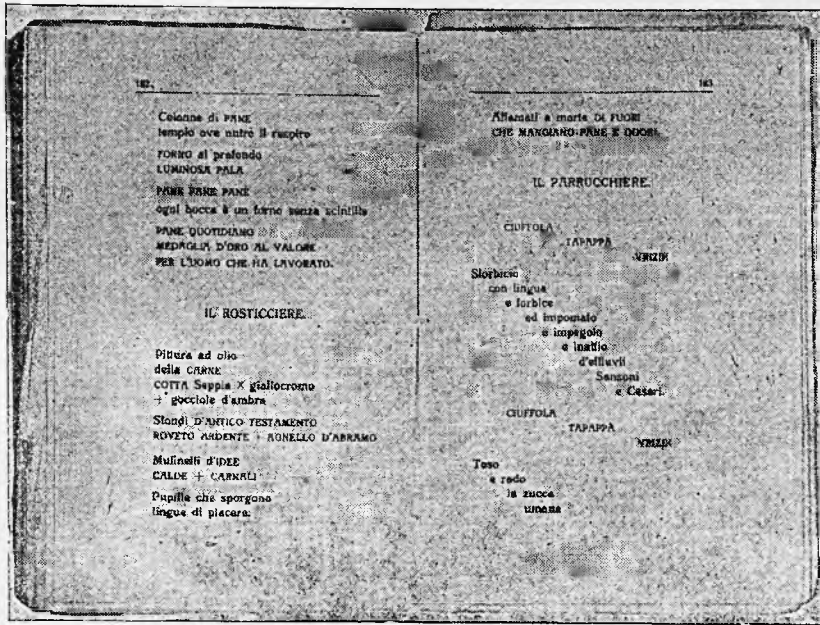 182
Colonne di PANE
tempio ove nutre il respiro
FORNO al profondo
LUMINOSA PALA
PANE PANE PANE
ogni bocca è un forno senza scintille
PANE QUOTIDIANO
MEDAGLIA D'ORO AL VALORE
PER L'UOMO CHE HA LAVORATO.
IL ROSTICCIERE.
Pittura ad olio
della CARNE
COTTA Seppia X giallocromo
+ gocciole d'ambra
Sfondi D'ANTICO TESTAMENTO
ROVETO ARDENTE + AGNELLO D'ABRAMO
Mulinelli d'IDEE
CALDE + CARNALI
Pupille che sporgono
lingue di piacere.
183
Affamati a morte DI FUORI
CHE MANGIANO PANE E ODORI.
IL PARRUCCHIERE.
CIUFFOLA
TAPAPPÀ
Sforbicio
con lingua
e forbice
ed impomato
e impegolo
e inaffio
d'effluvii
Sansoni
e Cesari.
CIUFFOLA
TAPAPPÀ
Toso
e rado
la zucca
umana